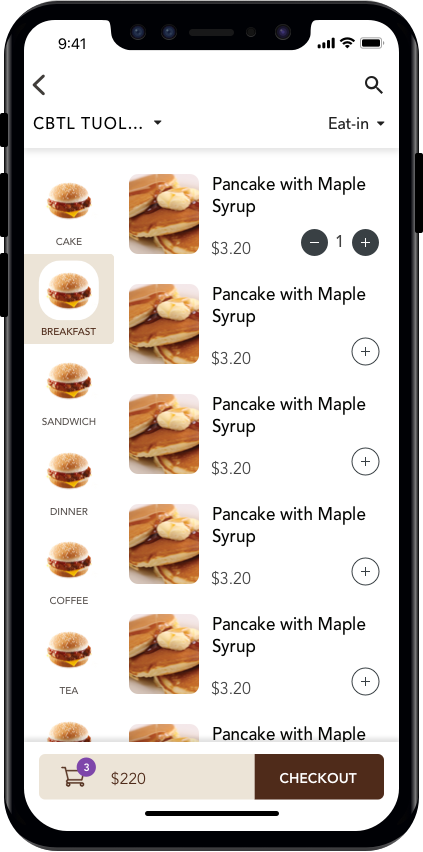 9:41
CBTL TUOL...
Eat-in
CAKE
BREAKFAST
SANDWICH
DINNER
COFFEE
TEA
Pancake with Maple
Syrup
$3.20
1
Pancake with Maple
Syrup
$3.20
Pancake with Maple
Syrup
$3.20
Pancake with Maple
Syrup
$3.20
Pancake with Maple
Syrup
$3.20
Pancake with Maple
3
$220
CHECKOUT